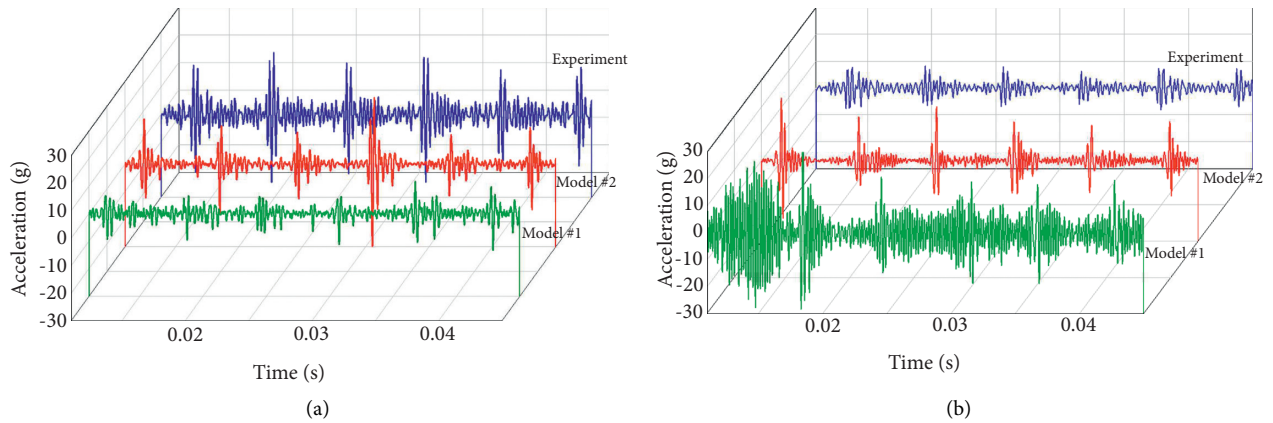 Acceleration (g)
30
20
10
0
-10
-20
-30
0.02
0.03
0.04
Time (s)
Experiment
Model #2
Model #1
(a)
Acceleration (g)
30
20
10
0
-10
-20
-30
0.02
0.03
0.04
Time (s)
Experiment
Model #2
Model #1
(b)